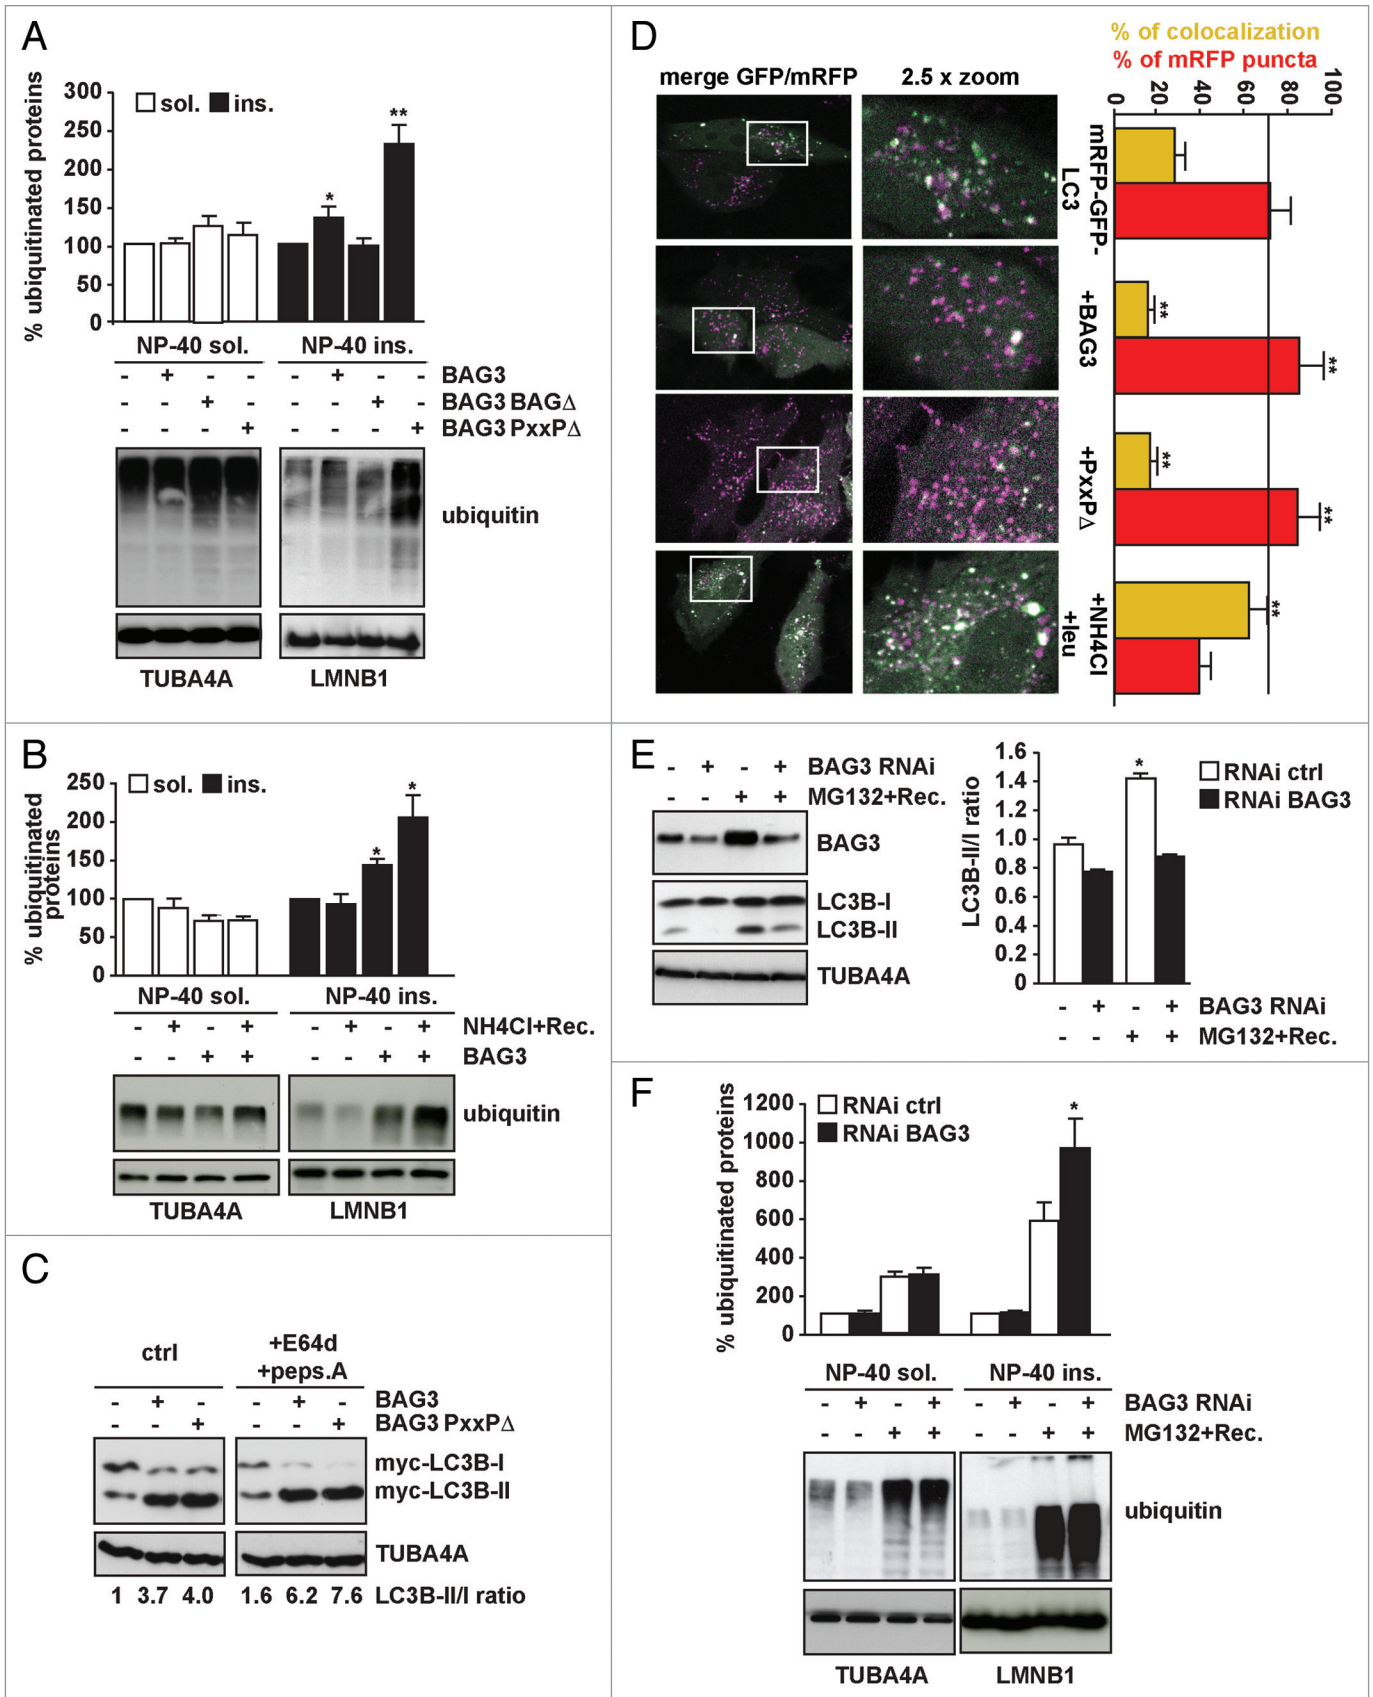 A
% ubiquitinated proteins
300
250
200
150
100
50
0
sol. ins.
*
**
NP-40 sol. NP-40 ins.
- + - - - + - - BAG3
- - + - - - + - BAG3 BAGΔ
- - - + - - - + BAG3 PxxPΔ
ubiquitin
TUBA4A LMNB1
B
% ubiquitinated proteins
250
200
150
100
50
0
sol. ins.
*
*
NP-40 sol. NP-40 ins.
- + - + - + - + NH4Cl+Rec.
- - + + - - + + BAG3
ubiquitin
TUBA4A LMNB1
C
ctrl +E64d
+peps.A
- + - - + - BAG3
- - + - - + BAG3 PxxPΔ
myc-LC3B-I
myc-LC3B-II
TUBA4A
1 3.7 4.0 1.6 6.2 7.6 LC3B-II/I ratio
D
% of colocalization
% of mRFP puncta
merge GFP/mRFP 2.5 x zoom
0 20 40 60 80 100
mRFP-GFP-
LC3
+BAG3
**
**
+PxxPΔ
**
**
+NH4Cl
+leu
**
E
- + - + BAG3 RNAi
- - + + MG132+Rec.
BAG3
LC3B-I
LC3B-II
TUBA4A
LC3B-II/I ratio
1.6
1.4
1.2
1.0
0.8
0.6
0.4
0.2
0
*
RNAi ctrl
RNAi BAG3
- + - + BAG3 RNAi
- - + + MG132+Rec.
F
% ubiquitinated proteins
1200
1000
800
600
400
200
0
RNAi ctrl
RNAi BAG3
*
NP-40 sol. NP-40 ins.
- + - + - + - + BAG3 RNAi
- - + + - - + + MG132+Rec.
ubiquitin
TUBA4A LMNB1